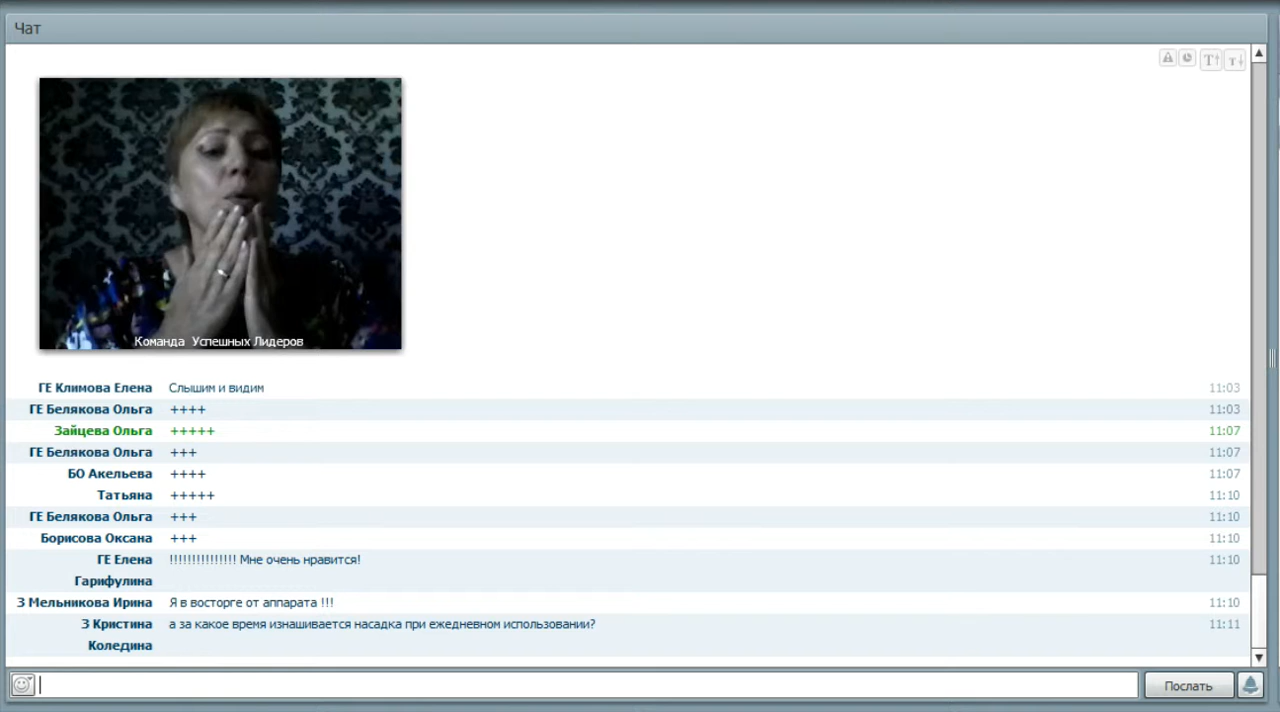 Чат
Команда Успешных Лидеров
ГЕ Климова Елена Слышим и видим 11:03
ГЕ Белякова Ольга ++++ 11:03
Зайцева Ольга +++++ 11:07
ГЕ Белякова Ольга +++ 11:07
БО Акельева ++++ 11:07
Татьяна +++++ 11:10
ГЕ Белякова Ольга +++ 11:10
Борисова Оксана +++ 11:10
ГЕ Елена !!!!!!!!!!!!!!! Мне очень нравится! 11:10
Гарифулина
З Мельникова Ирина Я в восторге от аппарата !!! 11:10
З Кристина а за какое время изнашивается насадка при ежедневном использовании? 11:11
Коледина
Послать